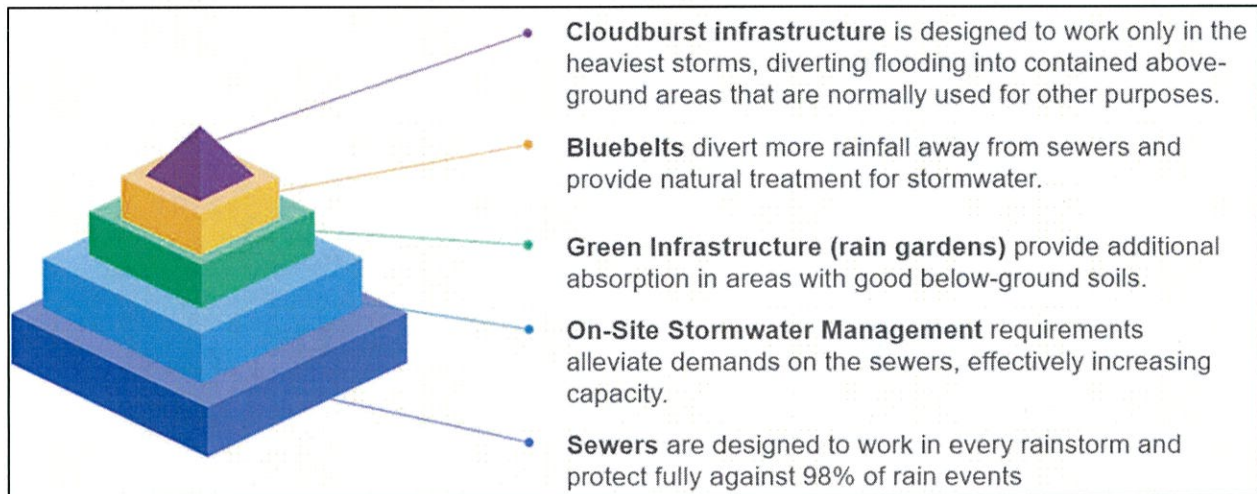 Cloudburst infrastructure is designed to work only in the
heaviest storms, diverting flooding into contained above-
ground areas that are normally used for other purposes.
Bluebelts divert more rainfall away from sewers and
provide natural treatment for stormwater.
Green Infrastructure (rain gardens) provide additional
absorption in areas with good below-ground soils.
On-Site Stormwater Management requirements
alleviate demands on the sewers, effectively increasing
capacity.
Sewers are designed to work in every rainstorm and
protect fully against 98% of rain events